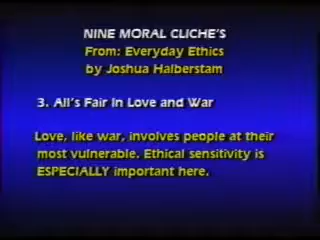 NINE MORAL CLICHE'S
From: Everyday Ethics
by Joshua Halberstam
3. All's Fair In Love and War
Love, like war, involves people at their
most vulnerable. Ethical sensitivity is
ESPECIALLY important here.